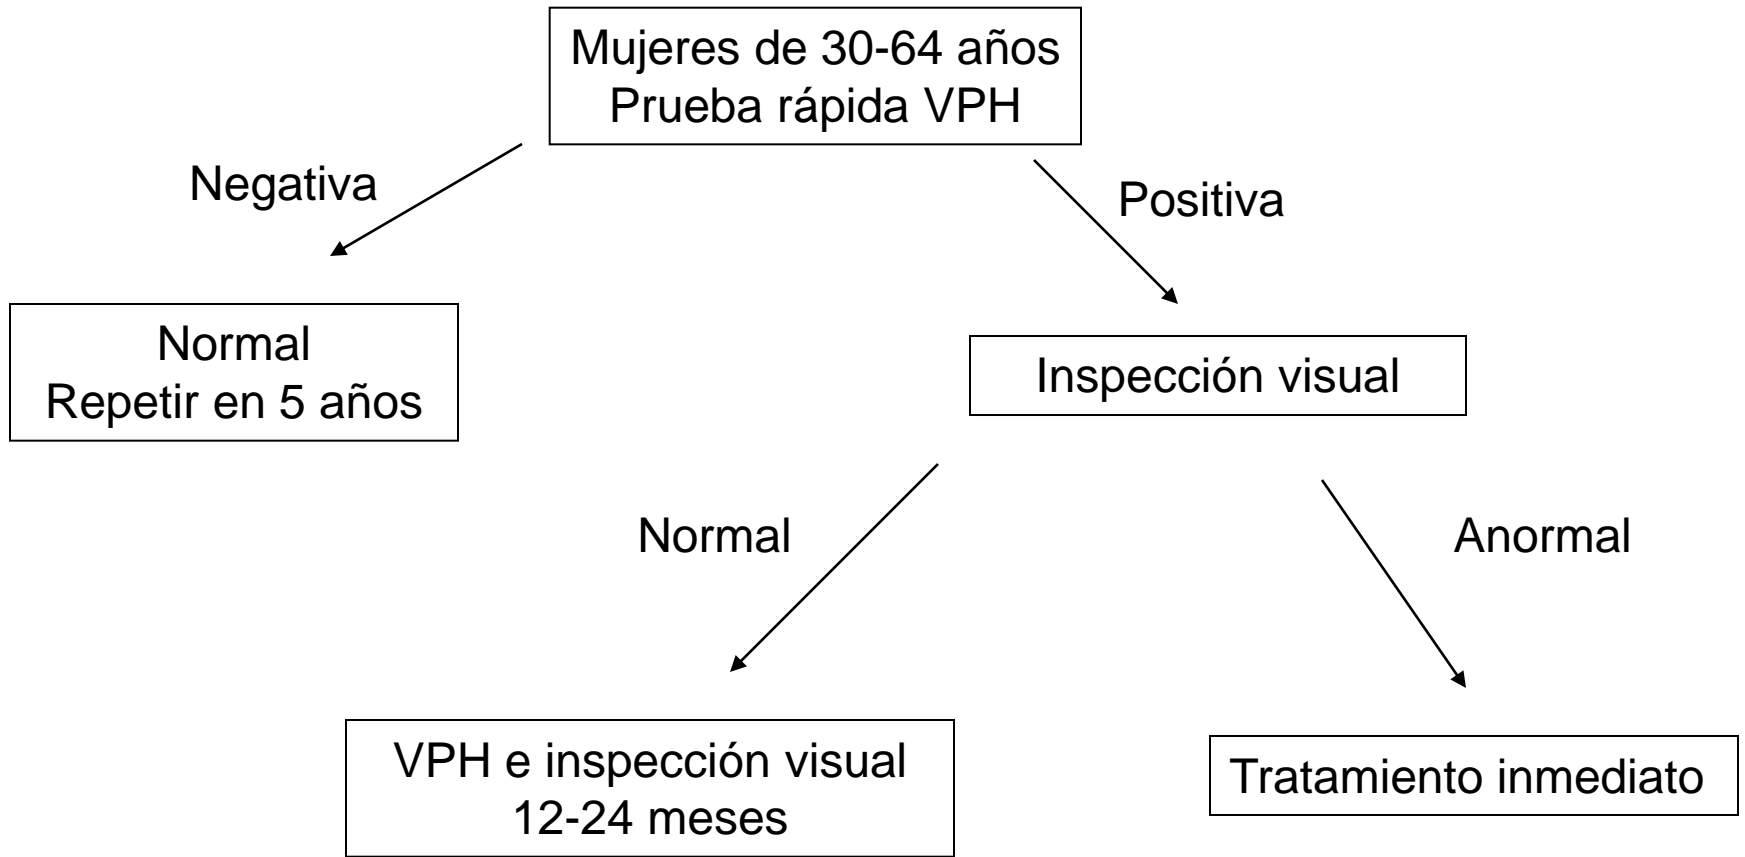 Mujeres de 30-64 años
Prueba rápida VPH
Negativa
Positiva
Normal
Repetir en 5 años
Inspección visual
Normal
Anormal
VPH e inspección visual
12-24 meses
Tratamiento inmediato